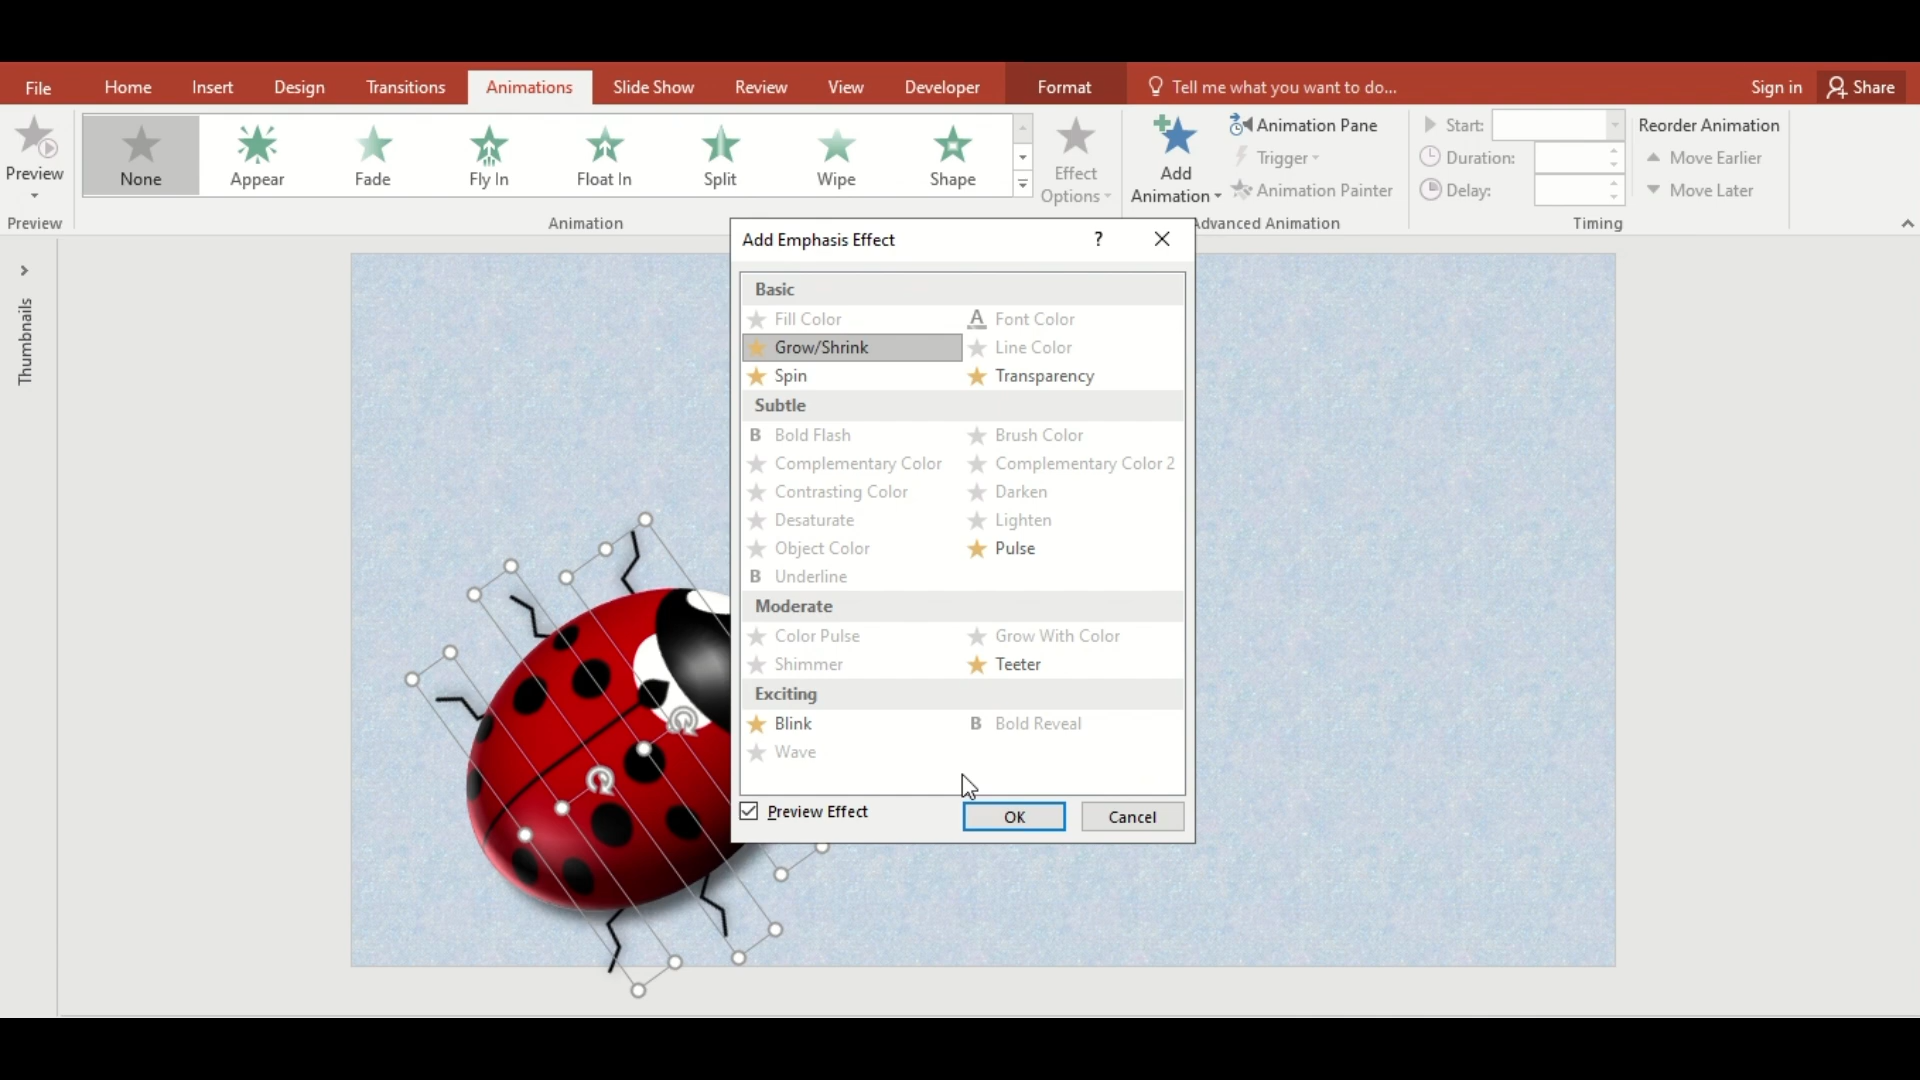 File Home Insert Design Transitions Animations Slide Show Review View Developer Format Tell me what you want to do... Sign in Share
Preview
None Appear Fade Fly In Float In Split Wipe Shape
Effect Options
Add Animation
Animation Pane
Trigger
Animation Painter
Start:
Duration:
Delay:
Reorder Animation
Move Earlier
Move Later
Preview Animation Advanced Animation Timing
Thumbnails
Add Emphasis Effect ?
Basic
Fill Color A Font Color
Grow/Shrink Line Color
Spin Transparency
Subtle
B Bold Flash Brush Color
Complementary Color Complementary Color 2
Contrasting Color Darken
Desaturate Lighten
Object Color Pulse
B Underline
Moderate
Color Pulse Grow With Color
Shimmer Teeter
Exciting
Blink B Bold Reveal
Wave
Preview Effect OK Cancel